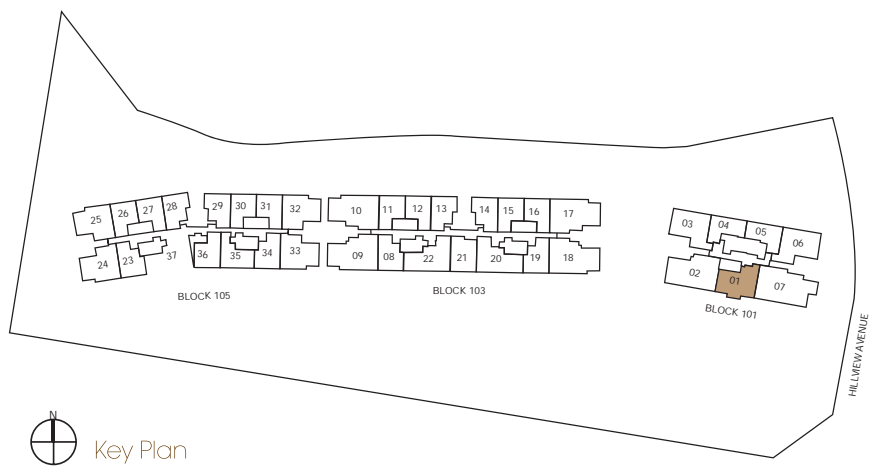 28 29 30 31 32 10 11 12 13 14 15 16 17
25 26 27 03 04 05 06
24 23 37 36 35 34 33 09 08 22 21 20 19 18
02 01 07
BLOCK 105
BLOCK 103
BLOCK 101
HILLVIEW AVENUE
N
Key Plan